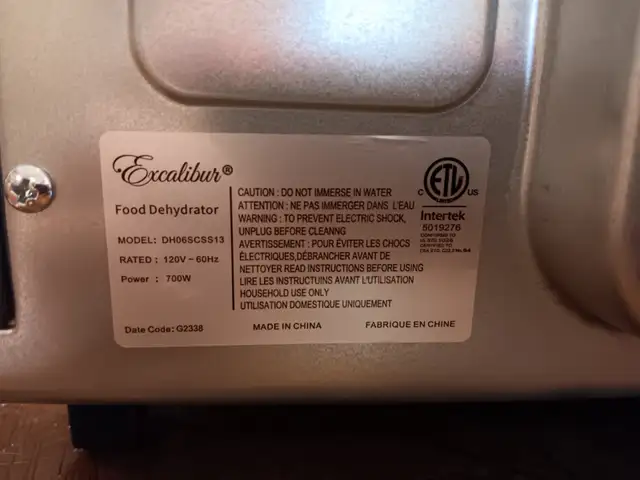 Excalibur®
Food Dehydrator
MODEL: DH06SCSS13
RATED : 120V ~ 60Hz
Power : 700W
Date Code: G2338
CAUTION : DO NOT IMMERSE IN WATER
ATTENTION : NE PAS IMMERGER DANS L'EAU
WARNING : TO PREVENT ELECTRIC SHOCK,
UNPLUG BEFORE CLEANNG
AVERTISSEMENT : POUR ÉVITER LES CHOCS
ÉLECTRIQUES,DÉBRANCHER AVANT DE
NETTOYER READ INSTRUCTIONS BEFORE USING
LIRE LES INSTRUCTUINS AVANT L'UTILISATION
HOUSEHOLD USE ONLY
UTILISATION DOMESTIQUE UNIQUEMENT
MADE IN CHINA
FABRIQUE EN CHINE
C ETL US
Intertek
5019276